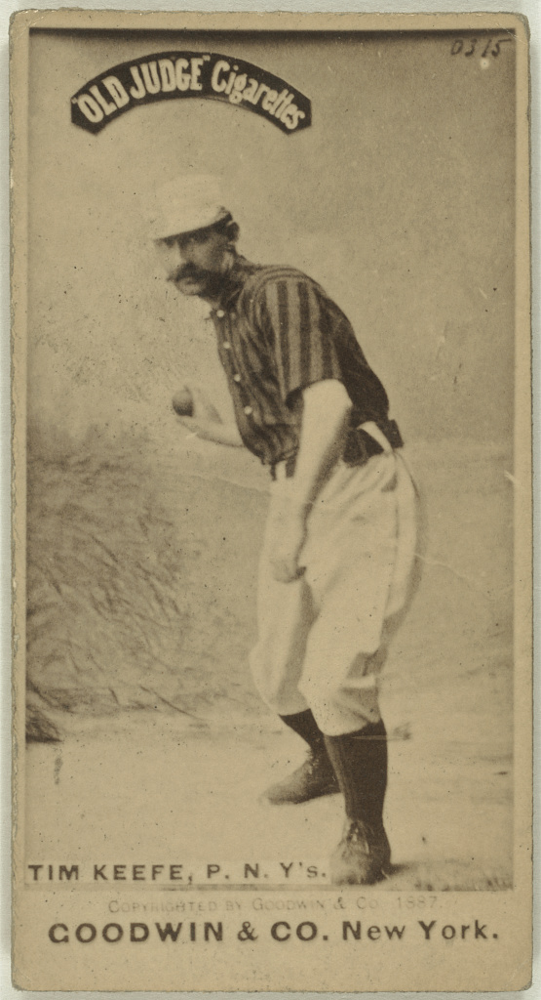 0315
"OLD JUDGE" Cigarettes
TIM KEEFE, P. N. Y's.
COPYRIGHTED BY GOODWIN & CO. 1887.
GOODWIN & CO. New York.